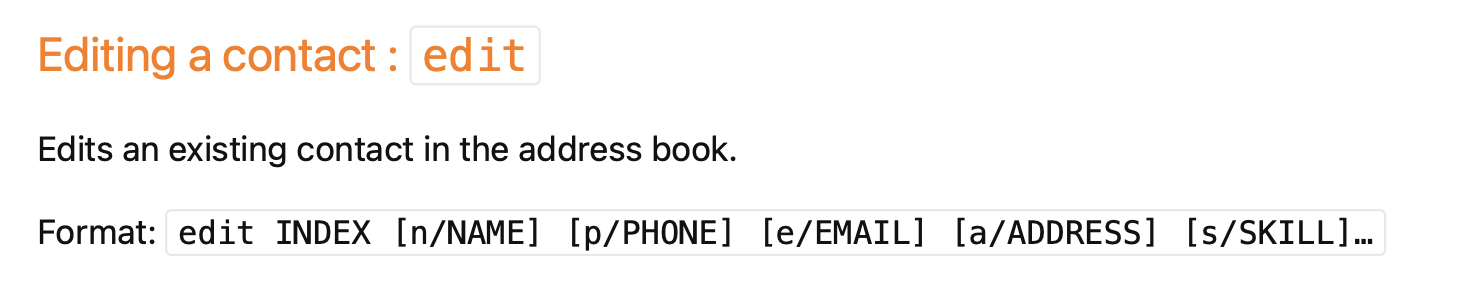 Editing a contact : edit
Edits an existing contact in the address book.
Format: edit INDEX [n/NAME] [p/PHONE] [e/EMAIL] [a/ADDRESS] [s/SKILL]…